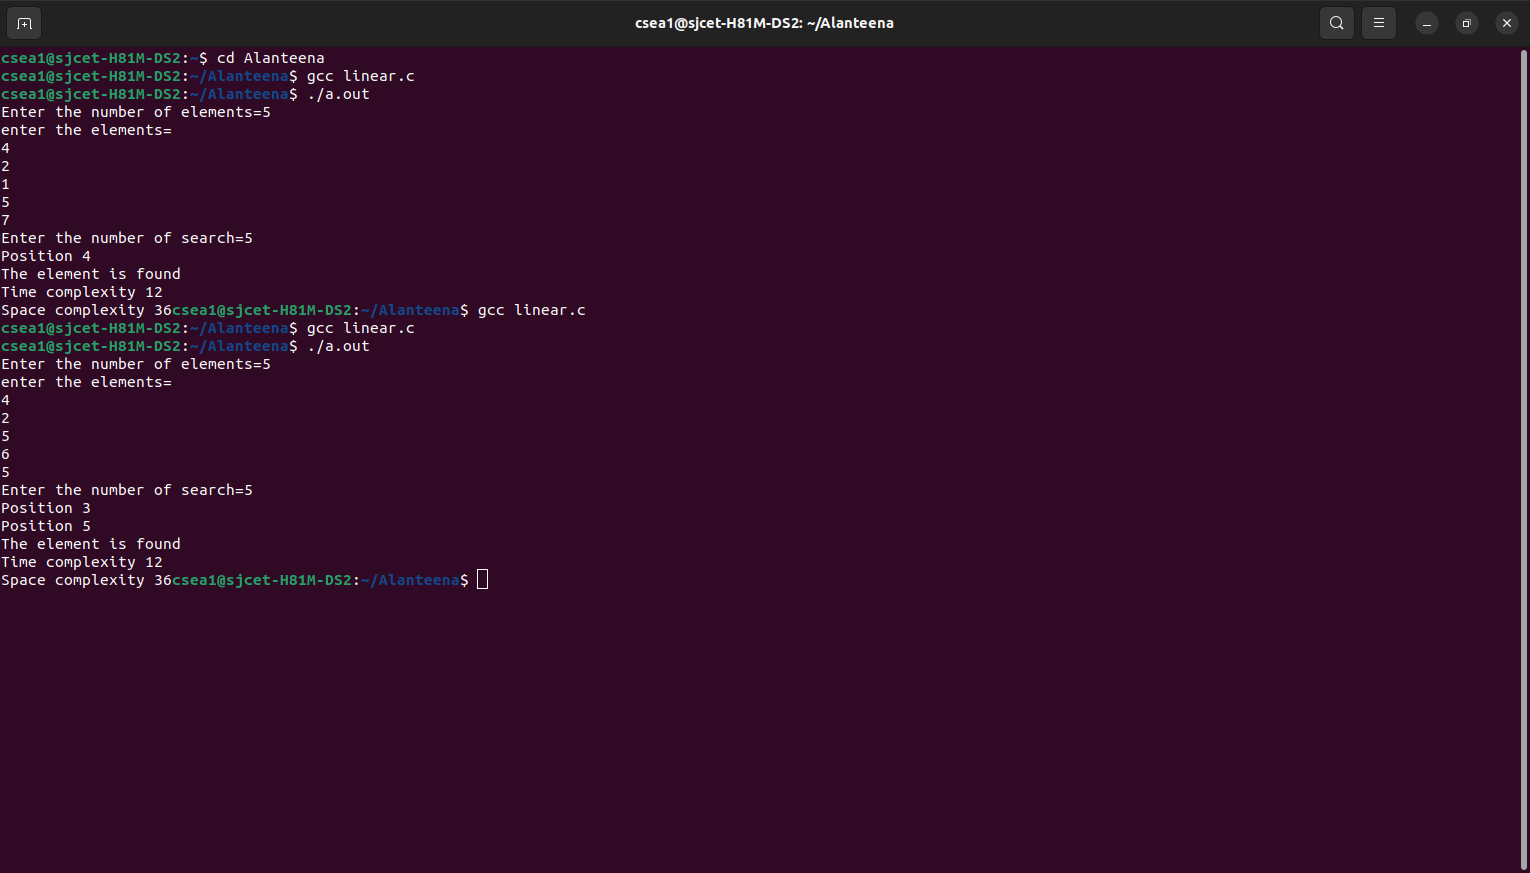 csea1@sjcet-H81M-DS2: ~/Alanteena
csea1@sjcet-H81M-DS2:~$ cd Alanteena
csea1@sjcet-H81M-DS2:~/Alanteena$ gcc linear.c
csea1@sjcet-H81M-DS2:~/Alanteena$ ./a.out
Enter the number of elements=5
enter the elements=
4
2
1
5
7
Enter the number of search=5
Position 4
The element is found
Time complexity 12
Space complexity 36csea1@sjcet-H81M-DS2:~/Alanteena$ gcc linear.c
csea1@sjcet-H81M-DS2:~/Alanteena$ gcc linear.c
csea1@sjcet-H81M-DS2:~/Alanteena$ ./a.out
Enter the number of elements=5
enter the elements=
4
2
5
6
5
Enter the number of search=5
Position 3
Position 5
The element is found
Time complexity 12
Space complexity 36csea1@sjcet-H81M-DS2:~/Alanteena$